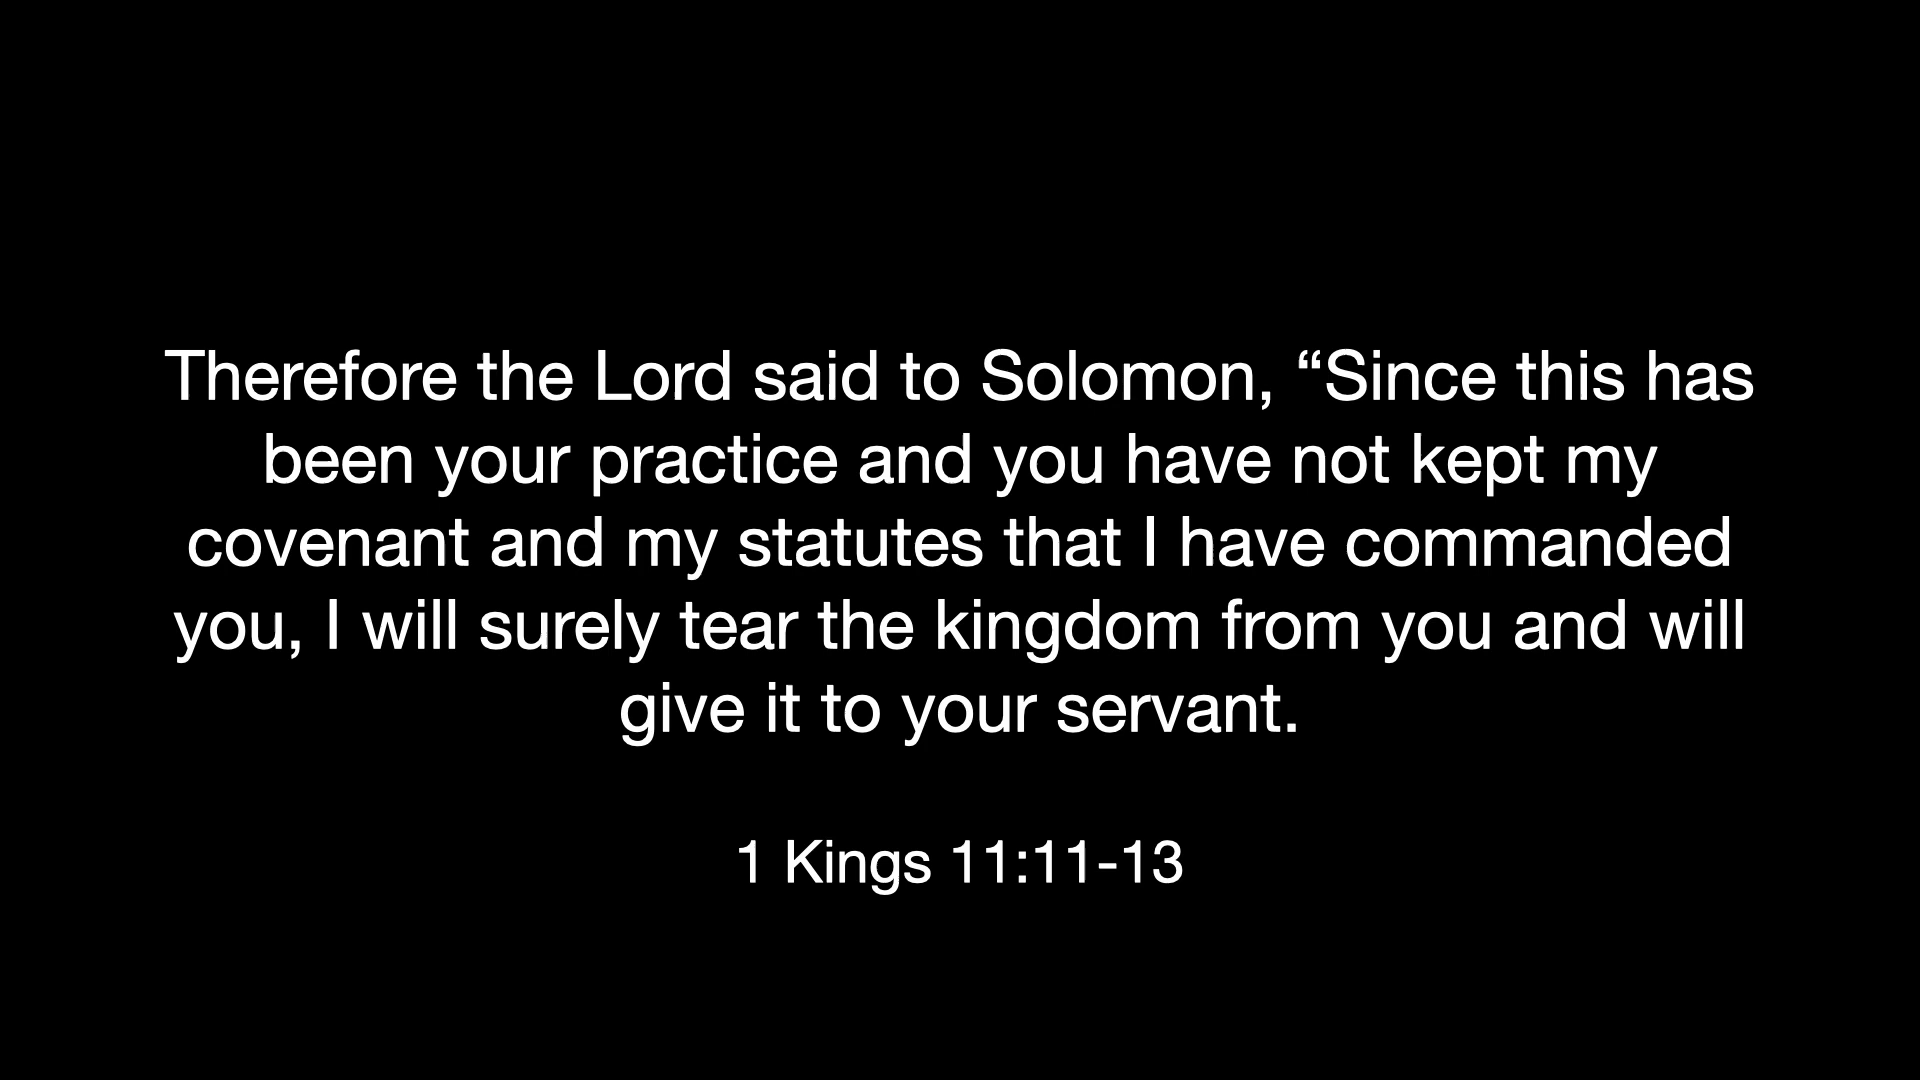 Therefore the Lord said to Solomon, “Since this has
been your practice and you have not kept my
covenant and my statutes that I have commanded
you, I will surely tear the kingdom from you and will
give it to your servant.
1 Kings 11:11-13